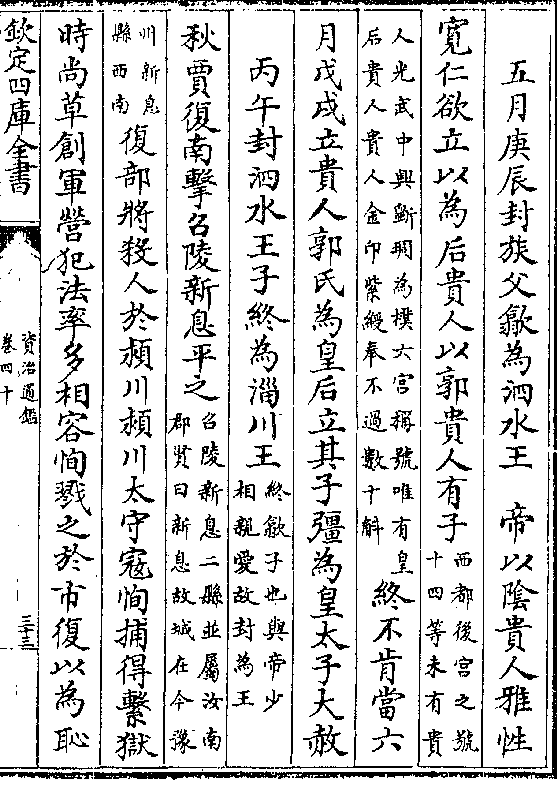 五月庚辰封族父歙為泗水王　帝以陰貴人雅性
寛仁欲立以為后貴人以郭貴人有子
西都後宫之號
十四等未有貴
人光武中興斵琱為樸六宫稱號唯有皇
后貴人貴人金印紫綬奉不過數十斛
終不肯當六
月戊戌立貴人郭氏為皇后立其子彊為皇太子大赦
丙午封泗水王子終為淄川王
終歙子也與帝少
相親愛故封為王
秋賈復南擊召陵新息平之
召陵新息二縣並屬汝南
郡賢曰新息故城在今豫
川新息
縣西南
復部將殺人於潁川潁川太守寇恂捕得繫獄
時尚草創軍營犯法率多相容恂戮之於市復以為恥
欽定四庫全書
資治通鑑
卷四十
三十三